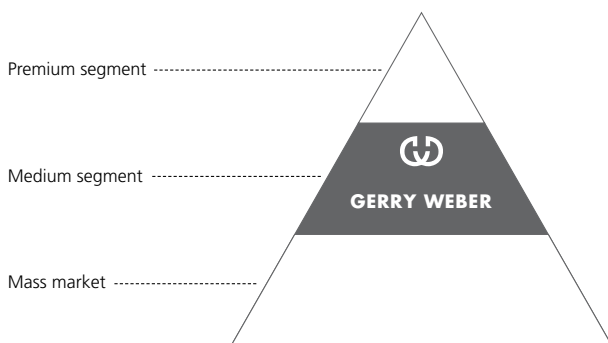 Premium segment
Medium segment
GERRY WEBER
Mass market